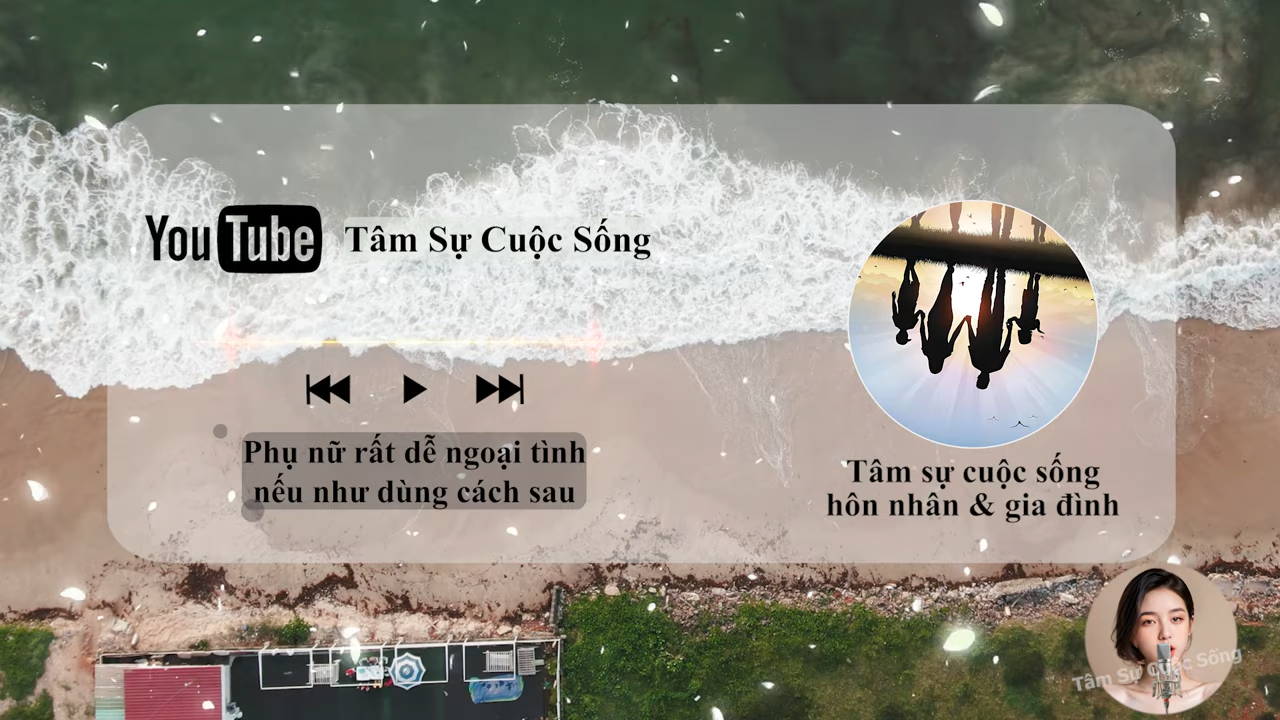 YouTube Tâm Sự Cuộc Sống
Phụ nữ rất dễ ngoại tình
nếu như dùng cách sau
Tâm sự cuộc sống
hôn nhân & gia đình
Tâm Sự Cuộc Sống